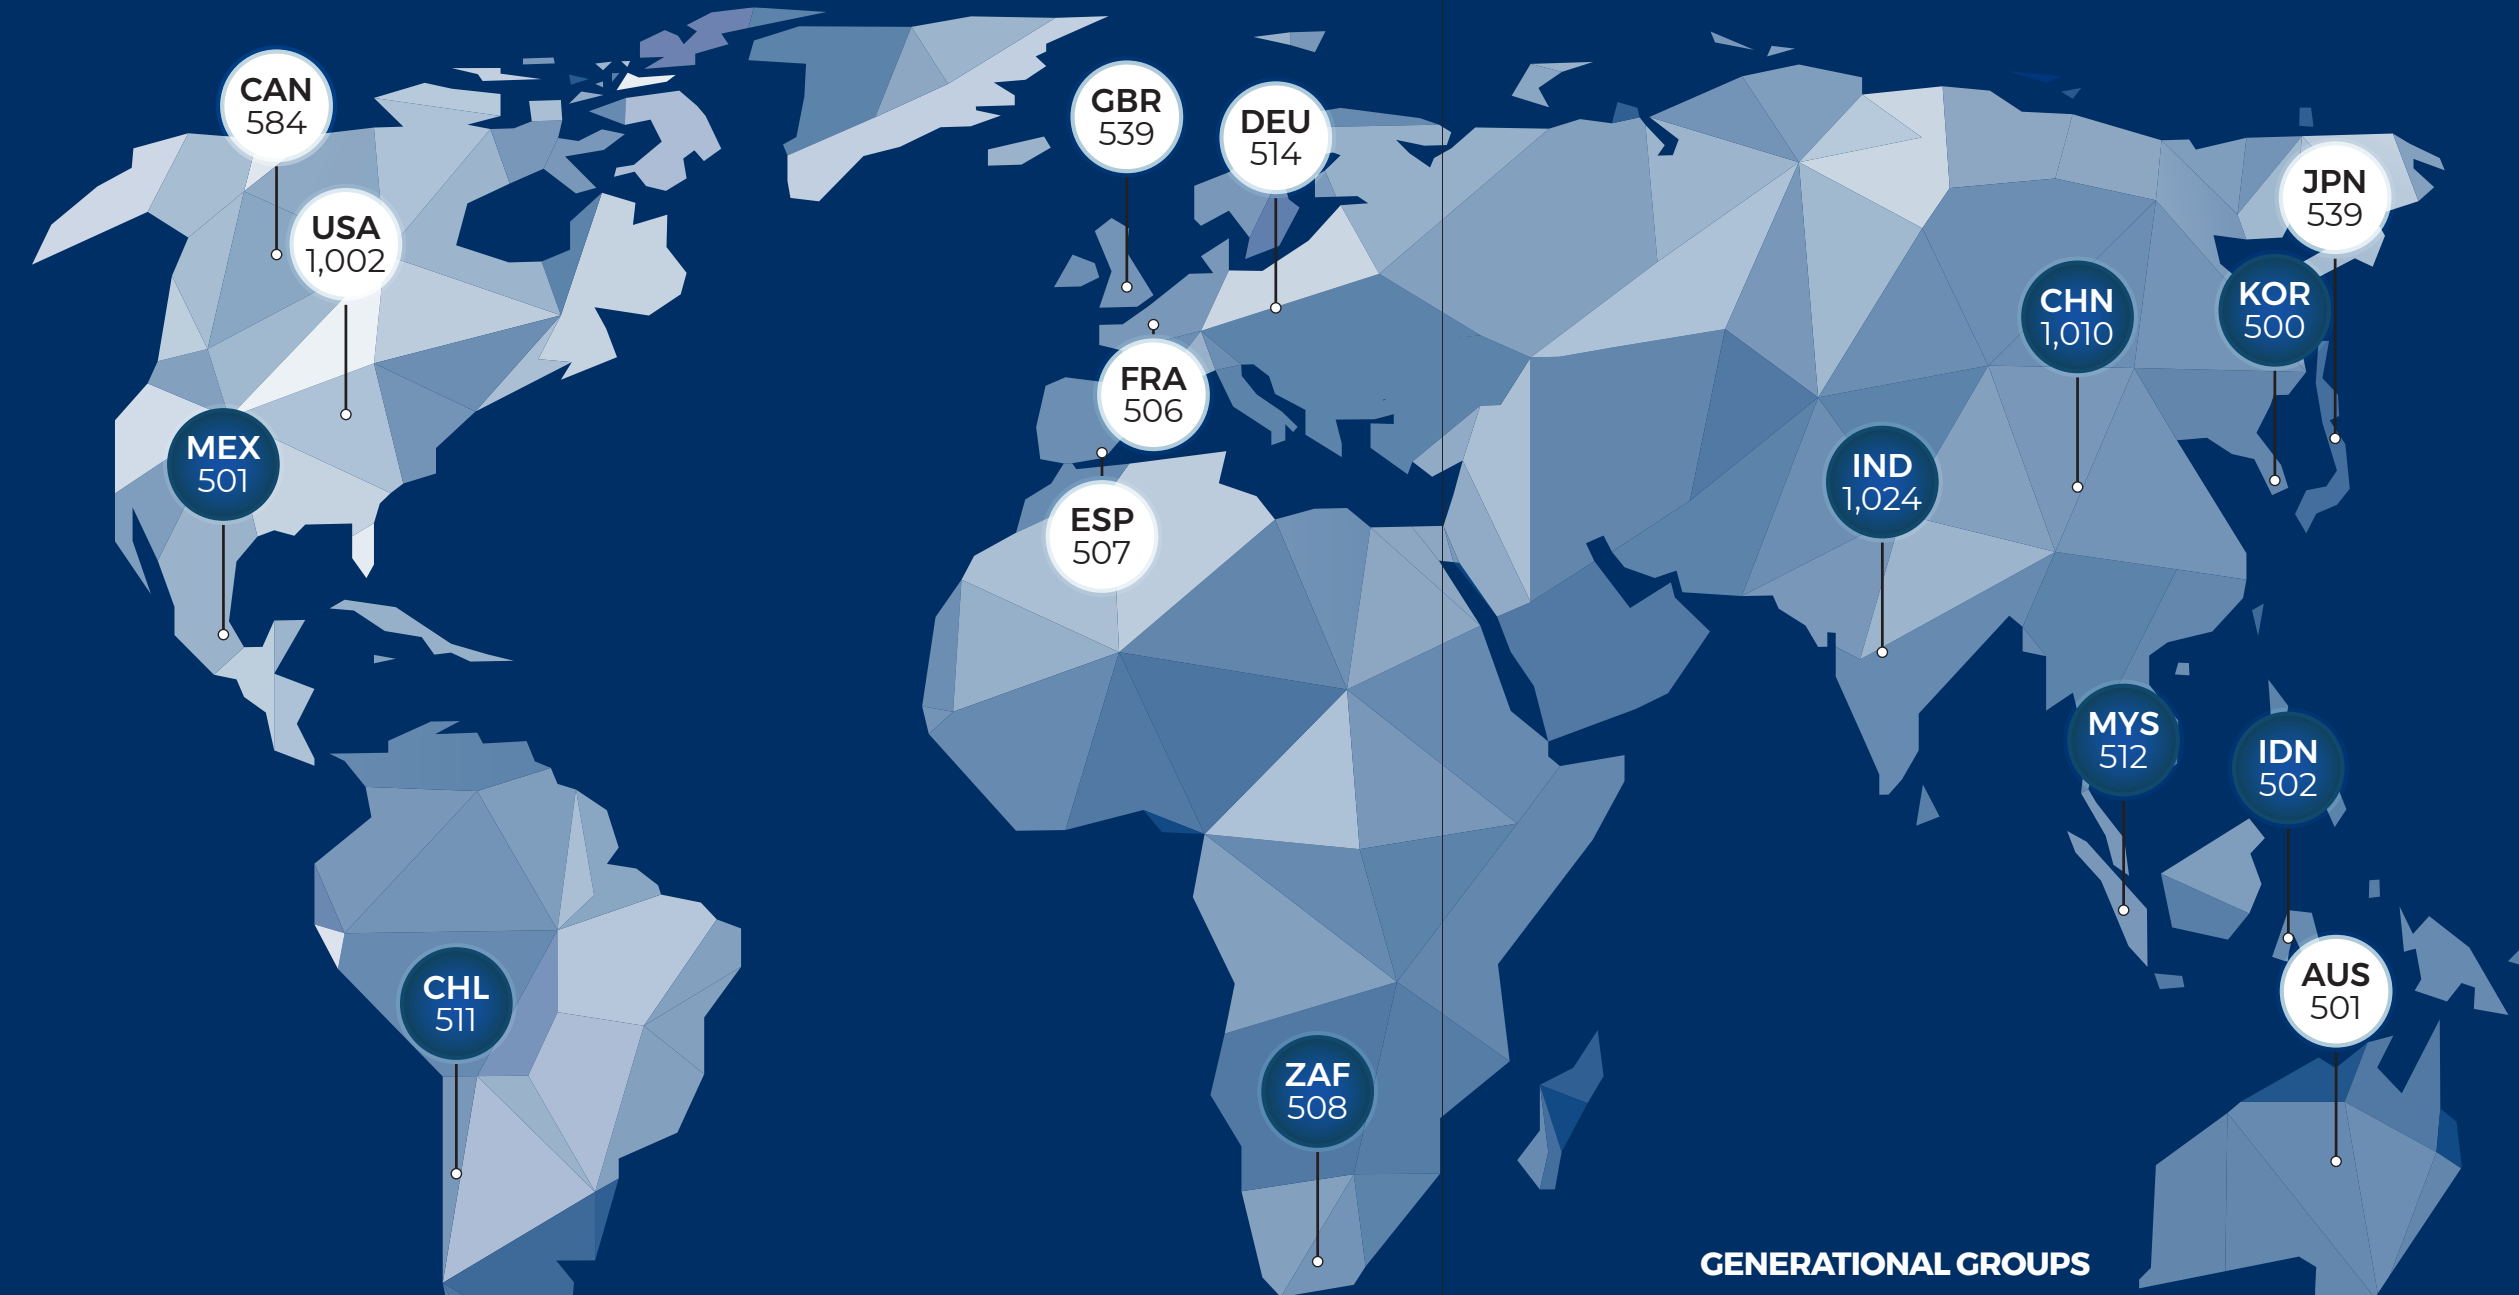 CAN
584
USA
1,002
MEX
501
CHL
511
GBR
539
DEU
514
FRA
506
ESP
507
ZAF
508
JPN
539
KOR
500
CHN
1,010
IND
1,024
MYS
512
IDN
502
AUS
501
GENERATIONAL GROUPS